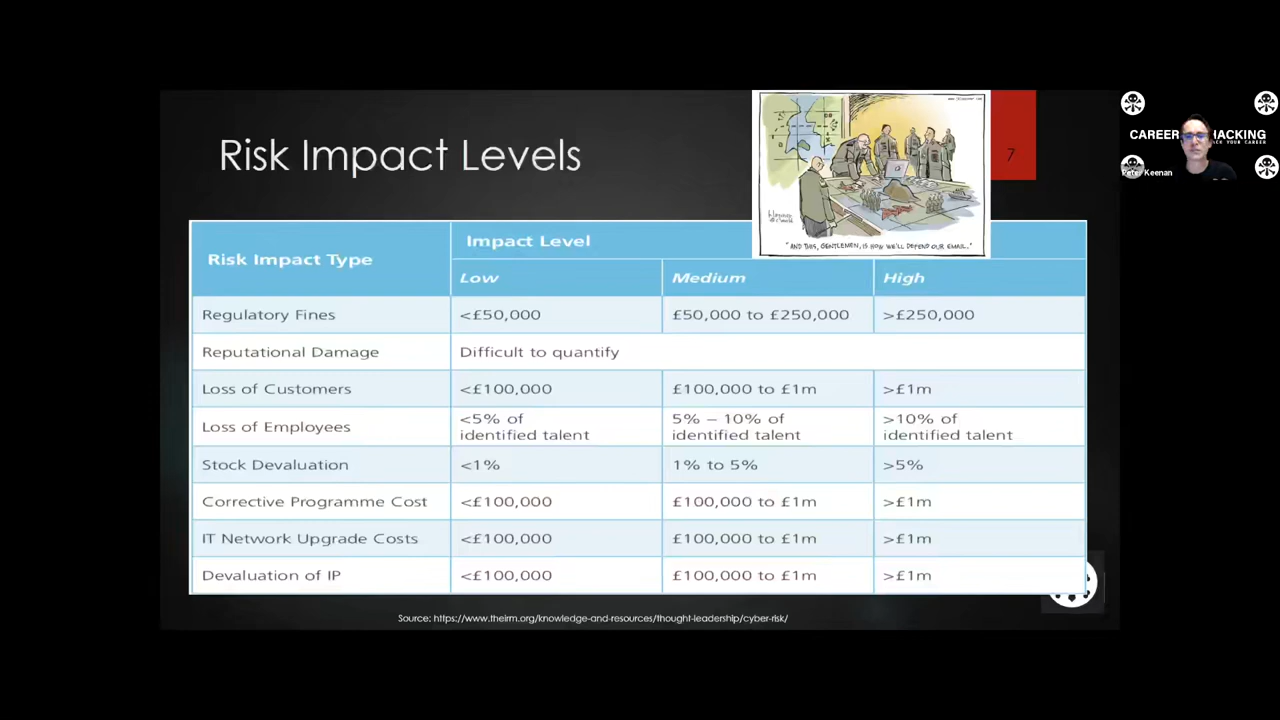 Risk Impact Levels
7
"AND THIS, GENTLEMEN, IS HOW WE'LL DEFEND OUR EMAIL."
CAREER HACKING
CK YOUR CAREER
Peter Keenan
Risk Impact Type
Impact Level
Low Medium High
Regulatory Fines <£50,000 £50,000 to £250,000 >£250,000
Reputational Damage Difficult to quantify
Loss of Customers <£100,000 £100,000 to £1m >£1m
Loss of Employees <5% of identified talent 5% – 10% of identified talent >10% of identified talent
Stock Devaluation <1% 1% to 5% >5%
Corrective Programme Cost <£100,000 £100,000 to £1m >£1m
IT Network Upgrade Costs <£100,000 £100,000 to £1m >£1m
Devaluation of IP <£100,000 £100,000 to £1m >£1m
Source: https://www.theirm.org/knowledge-and-resources/thought-leadership/cyber-risk/